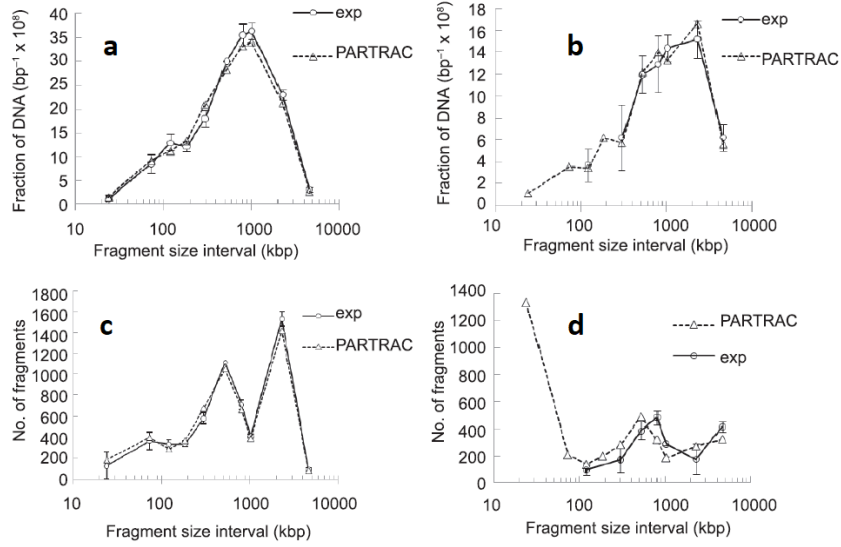 a
exp
PARTRAC
Fraction of DNA (bp⁻¹ x 10⁸)
40
35
30
25
20
15
10
5
0
10
100
1000
10000
Fragment size interval (kbp)
b
exp
PARTRAC
Fraction of DNA (bp⁻¹ x 10⁸)
18
16
14
12
10
8
6
4
2
0
10
100
1000
10000
Fragment size interval (kbp)
c
exp
PARTRAC
No. of fragments
1800
1600
1400
1200
1000
800
600
400
200
0
10
100
1000
10000
Fragment size interval (kbp)
d
PARTRAC
exp
No. of fragments
1400
1200
1000
800
600
400
200
0
10
100
1000
10000
Fragment size interval (kbp)